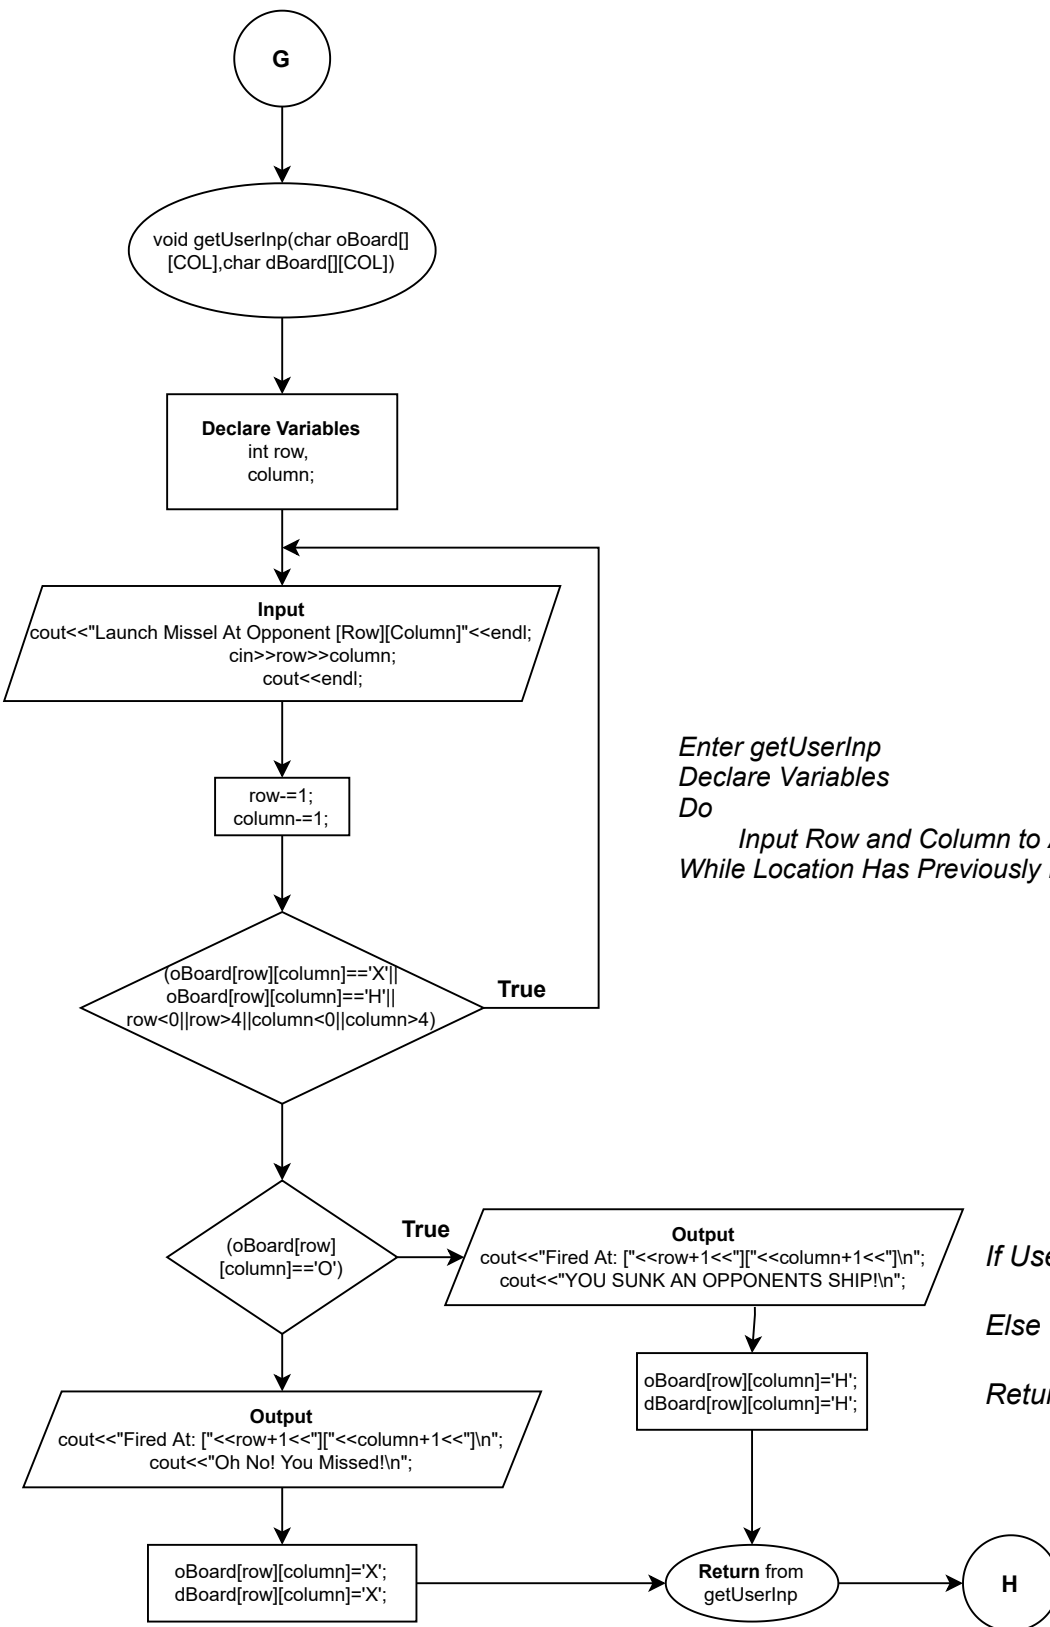 G
void getUserInp(char oBoard[]
[COL],char dBoard[][COL])
Declare Variables
int row,
column;
Input
cout<<"Launch Missel At Opponent [Row][Column]"<<endl;
cin>>row>>column;
cout<<endl;
Enter getUserInp
Declare Variables
Do
Input Row and Column to
While Location Has Previously
row-=1;
column-=1;
(oBoard[row][column]=='X'||
oBoard[row][column]=='H'||
row<0||row>4||column<0||column>4)
True
(oBoard[row]
[column]=='O')
True
Output
cout<<"Fired At: ["<<row+1<<"]["<<column+1<<"]\n";
cout<<"YOU SUNK AN OPPONENTS SHIP!\n";
If
Else
oBoard[row][column]='H';
dBoard[row][column]='H';
Output
cout<<"Fired At: ["<<row+1<<"]["<<column+1<<"]\n";
cout<<"Oh No! You Missed!\n";
oBoard[row][column]='X';
dBoard[row][column]='X';
Return from
getUserInp
H